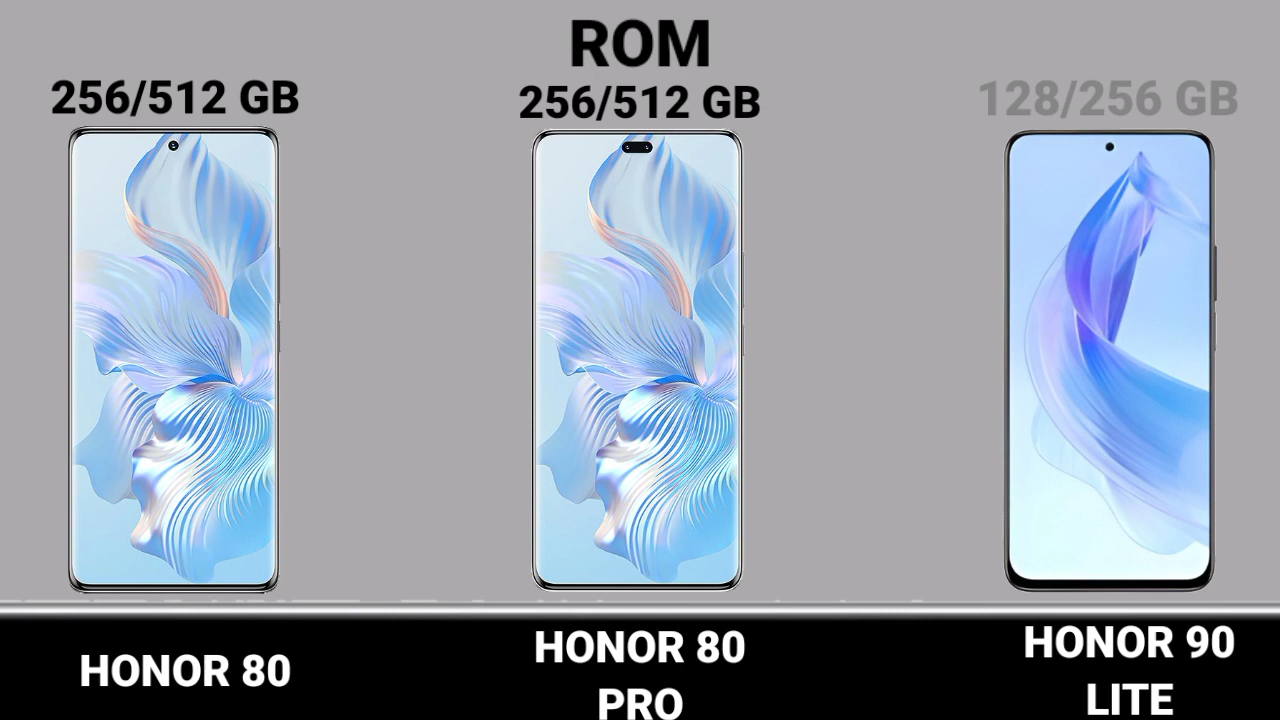 ROM
256/512 GB
256/512 GB
128/256 GB
HONOR 80
HONOR 80
PRO
HONOR 90
LITE